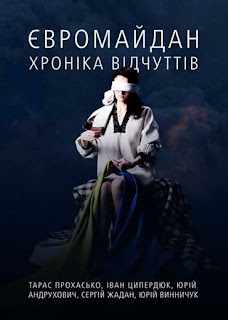 ЄВРОМАЙДАН
ХРОНІКА ВІДЧУТТІВ
ТАРАС ПРОХАСЬКО, ІВАН ЦИПЕРДЮК, ЮРІЙ
АНДРУХОВИЧ, СЕРГІЙ ЖАДАН, ЮРІЙ ВИННИЧУК